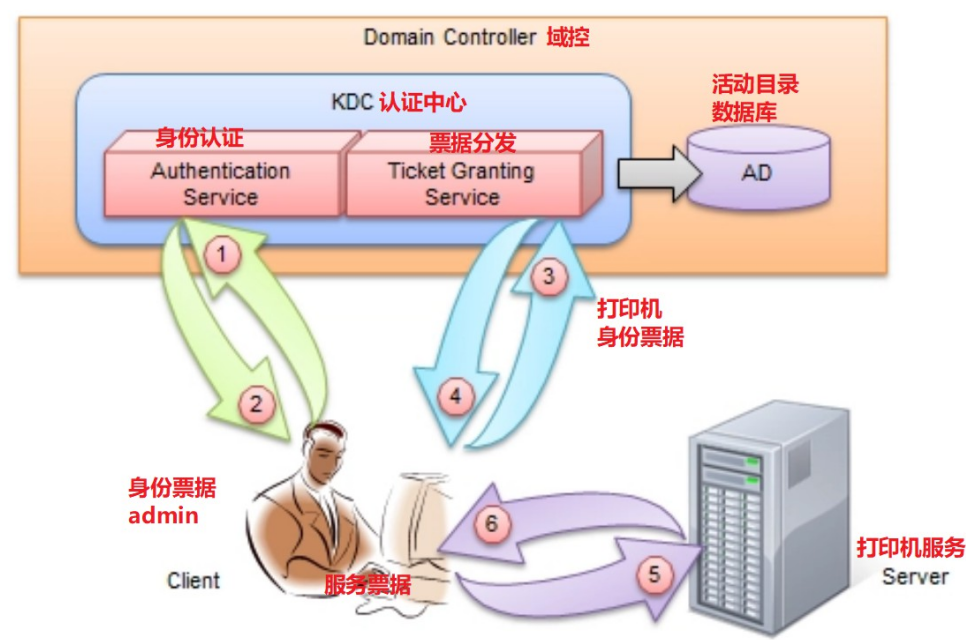 Domain Controller 域控
KDC 认证中心
活动目录
数据库
身份认证
票据分发
Authentication
Service
Ticket Granting
Service
AD
1
3
打印机
身份票据
2
4
身份票据
admin
6
5
打印机服务
Server
Client
服务票据